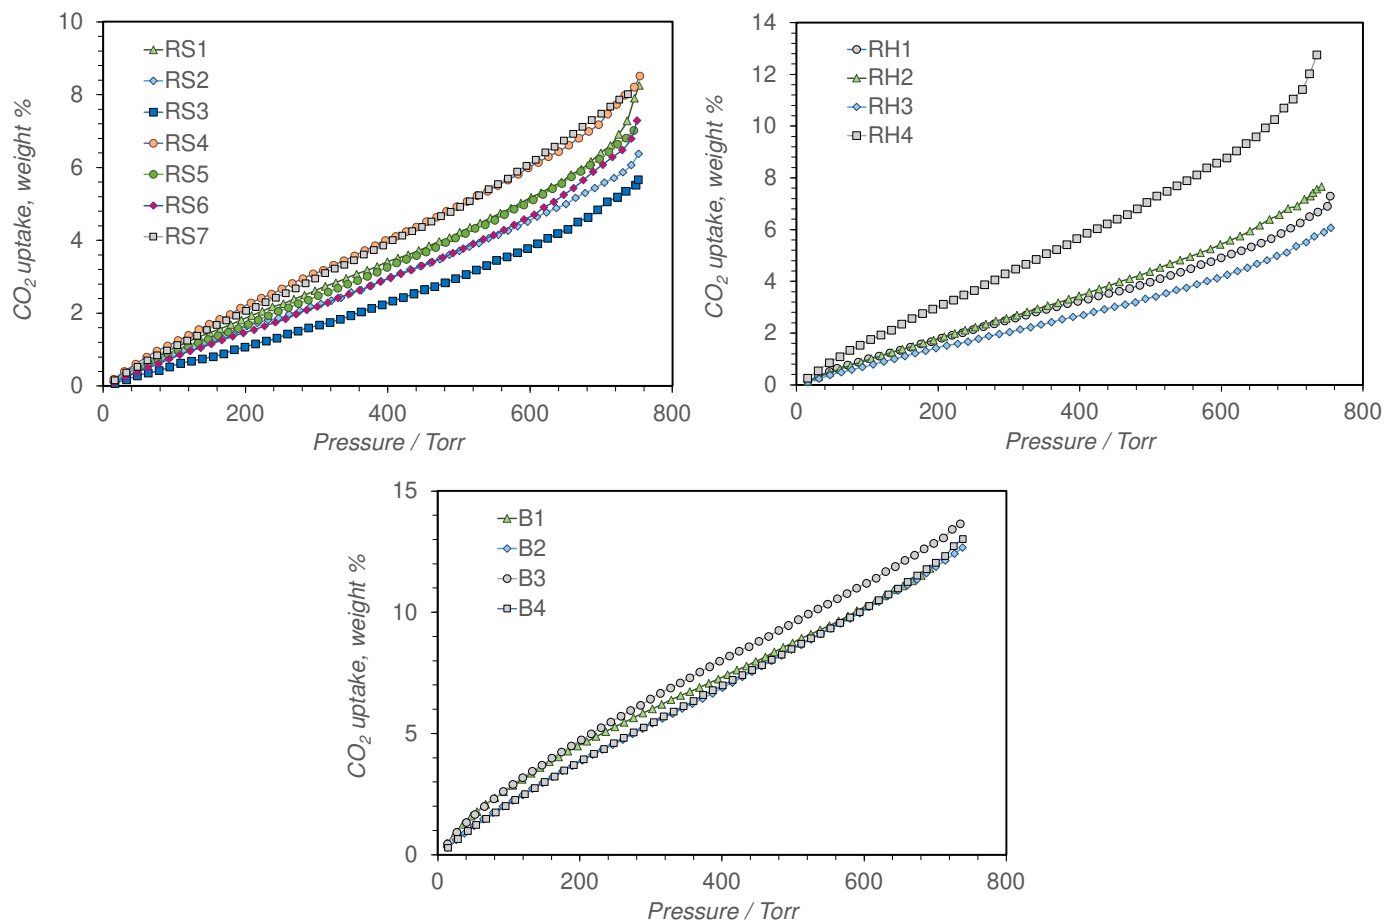 10
8
6
4
2
0
CO2 uptake, weight %
RS1
RS2
RS3
RS4
RS5
RS6
RS7
0 200 400 600 800
Pressure / Torr
14
12
10
8
6
4
2
0
CO2 uptake, weight %
RH1
RH2
RH3
RH4
0 200 400 600 800
Pressure / Torr
15
10
5
0
CO2 uptake, weight %
B1
B2
B3
B4
0 200 400 600 800
Pressure / Torr